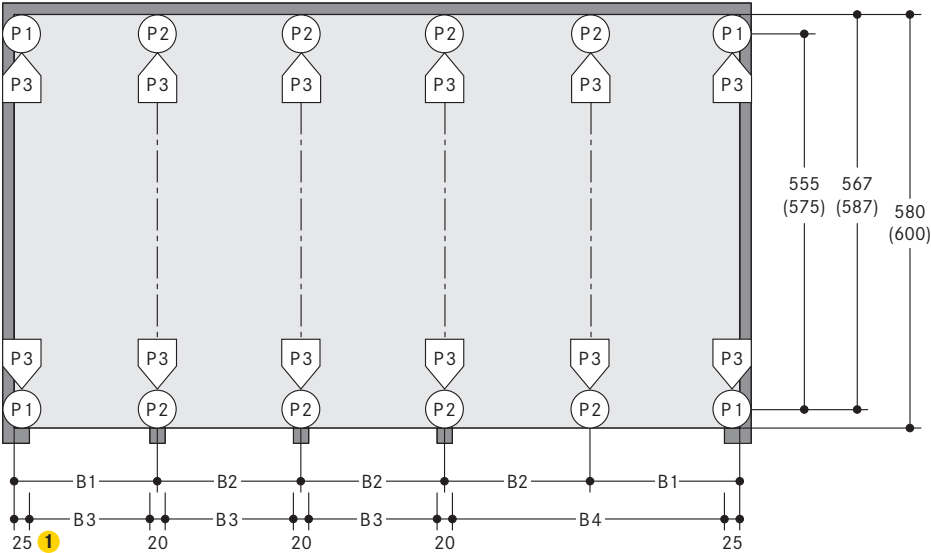 P1 P2 P2 P2 P2 P1
P3 P3 P3 P3 P3 P3
555 567 580
(575) (587) (600)
P3 P3 P3 P3 P3 P3
P1 P2 P2 P2 P2 P1
B1 B2 B2 B2 B1
B3 B3 B3 B4
25 1 20 20 20 25